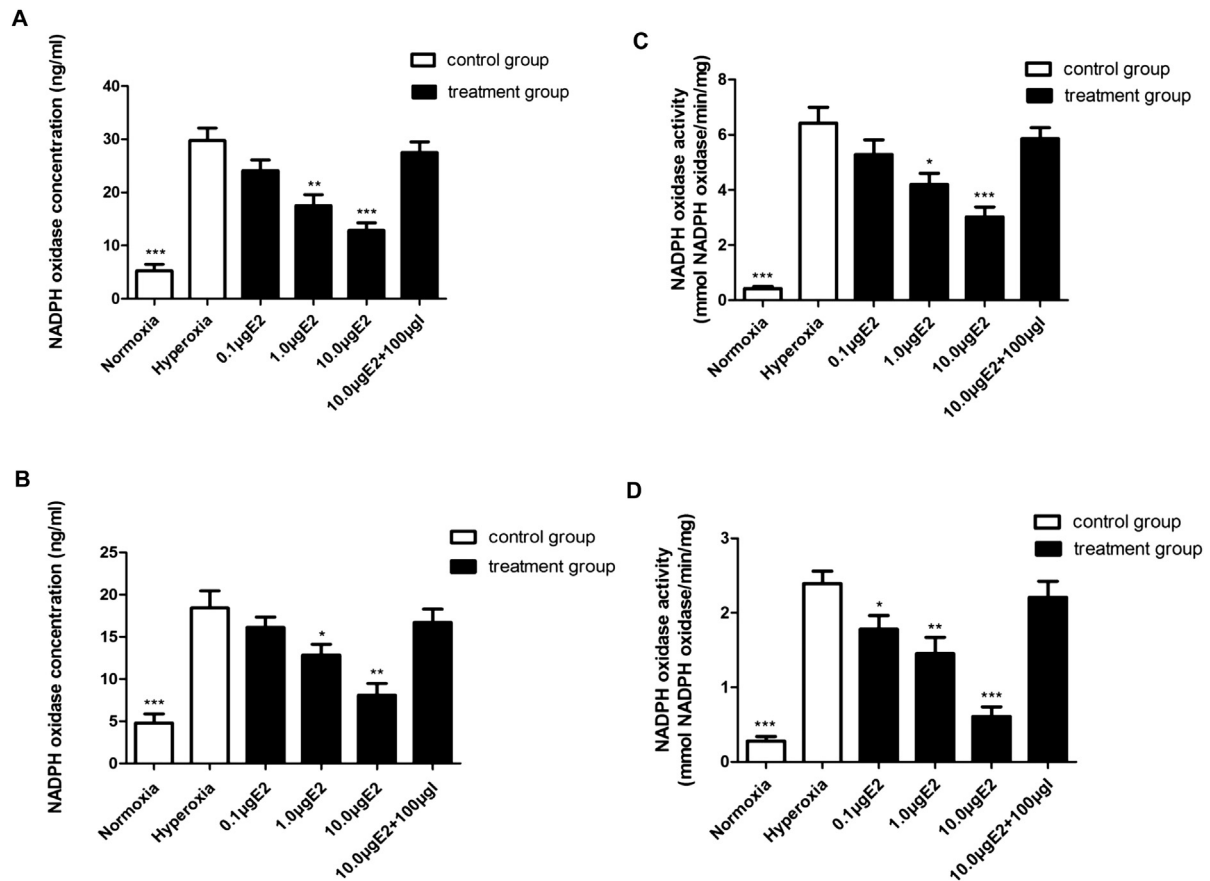 A
NADPH oxidase concentration (ng/ml)
control group
treatment group
40
30
20
10
0
***
**
***
Normoxia
Hyperoxia
0.1µgE2
1.0µgE2
10.0µgE2
10.0µgE2+100µgI
C
NADPH oxidase activity
(mmol NADPH oxidase/min/mg)
control group
treatment group
8
6
4
2
0
***
*
***
Normoxia
Hyperoxia
0.1µgE2
1.0µgE2
10.0µgE2
10.0µgE2+100µgI
B
NADPH oxidase concentration (ng/ml)
control group
treatment group
25
20
15
10
5
0
***
*
**
Normoxia
Hyperoxia
0.1µgE2
1.0µgE2
10.0µgE2
10.0µgE2+100µgI
D
NADPH oxidase activity
(mmol NADPH oxidase/min/mg)
control group
treatment group
3
2
1
0
***
*
**
***
Normoxia
Hyperoxia
0.1µgE2
1.0µgE2
10.0µgE2
10.0µgE2+100µgI